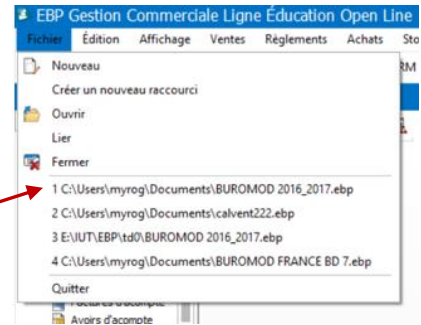 EBP Gestion Commerciale Ligne Éducation Open Line
Fichier Édition Affichage Ventes Règlements Achats Sto
Nouveau
RM
Créer un nouveau raccourci
Ouvrir
Lier
Fermer
1 C:\Users\myrog\Documents\BUROMOD 2016_2017.ebp
2 C:\Users\myrog\Documents\calvent222.ebp
3 E:\IUT\EBP\td0\BUROMOD 2016_2017.ebp
4 C:\Users\myrog\Documents\BUROMOD FRANCE BD 7.ebp
Quitter
Factures d'acompte
Avoirs d'acompte